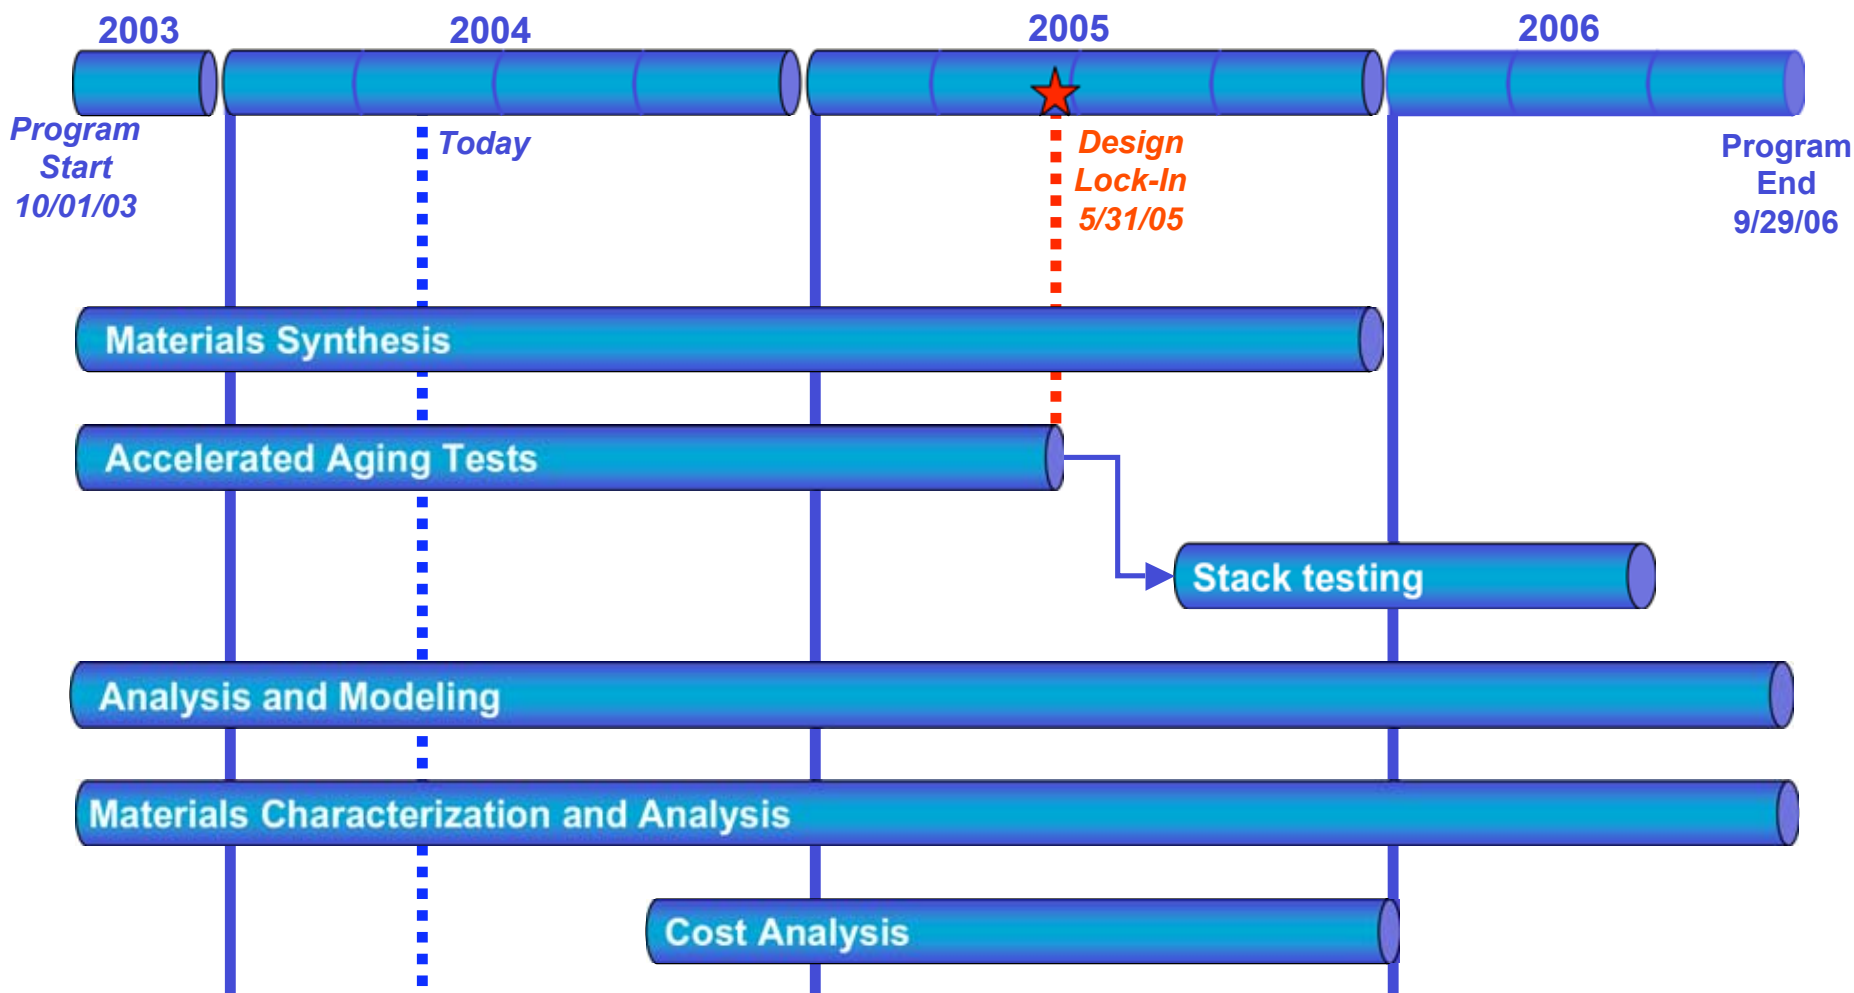 2003
2004
2005
2006
Program
Start
10/01/03
Today
Design
Lock-In
5/31/05
Program
End
9/29/06
Materials Synthesis
Accelerated Aging Tests
Stack testing
Analysis and Modeling
Materials Characterization and Analysis
Cost Analysis